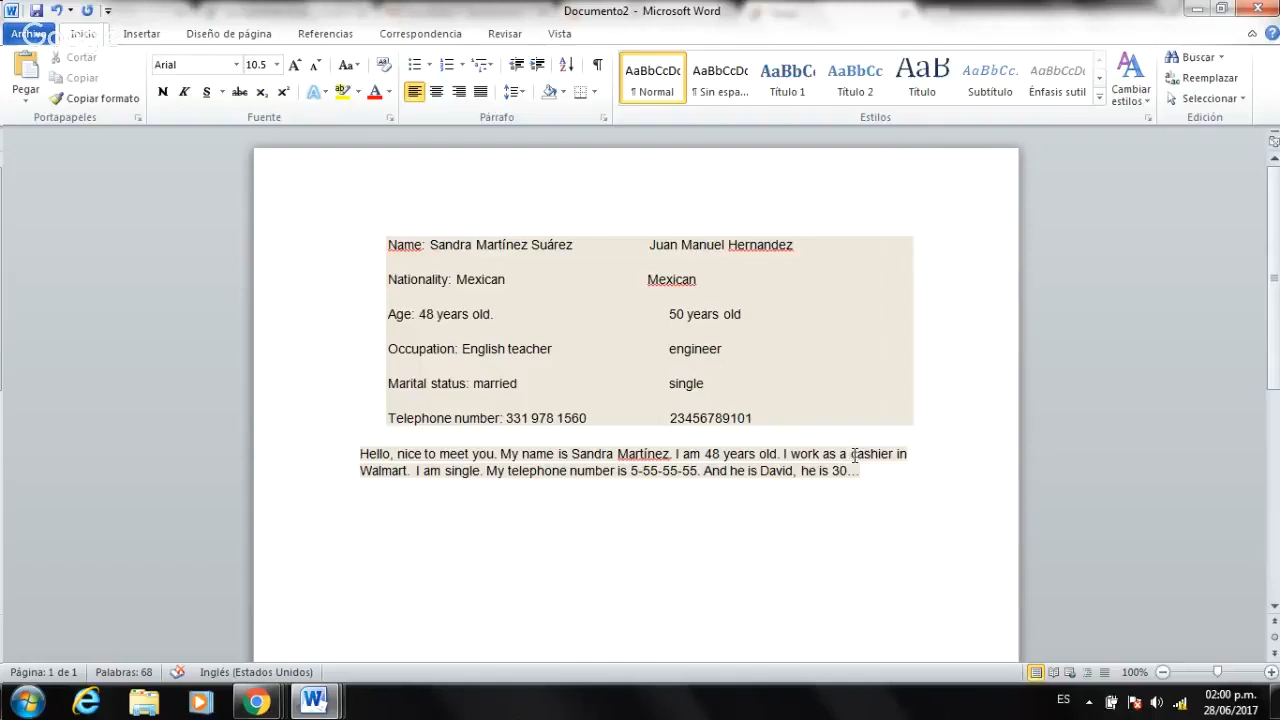 Documento2 - Microsoft Word
Inicio Insertar Diseño de página Referencias Correspondencia Revisar Vista
Pegar
Cortar
Copiar
Copiar formato
Portapapeles
Arial 10.5
Fuente
Párrafo
AaBbCcDc AaBbCcDc AaBbCc AaBbCc AaB AaBbCc. AaBbCcDc
¶ Normal ¶ Sin espa... Título 1 Título 2 Título Subtítulo Énfasis sutil
Cambiar estilos
Estilos
Buscar
Reemplazar
Seleccionar
Edición
Name: Sandra Martínez Suárez Juan Manuel Hernandez
Nationality: Mexican Mexican
Age: 48 years old. 50 years old
Occupation: English teacher engineer
Marital status: married single
Telephone number: 331 978 1560 23456789101
Hello, nice to meet you. My name is Sandra Martínez. I am 48 years old. I work as a cashier in
Walmart. I am single. My telephone number is 5-55-55-55. And he is David, he is 30…
Página: 1 de 1 Palabras: 68 Inglés (Estados Unidos) 100%
ES 02:00 p.m.
28/06/2017